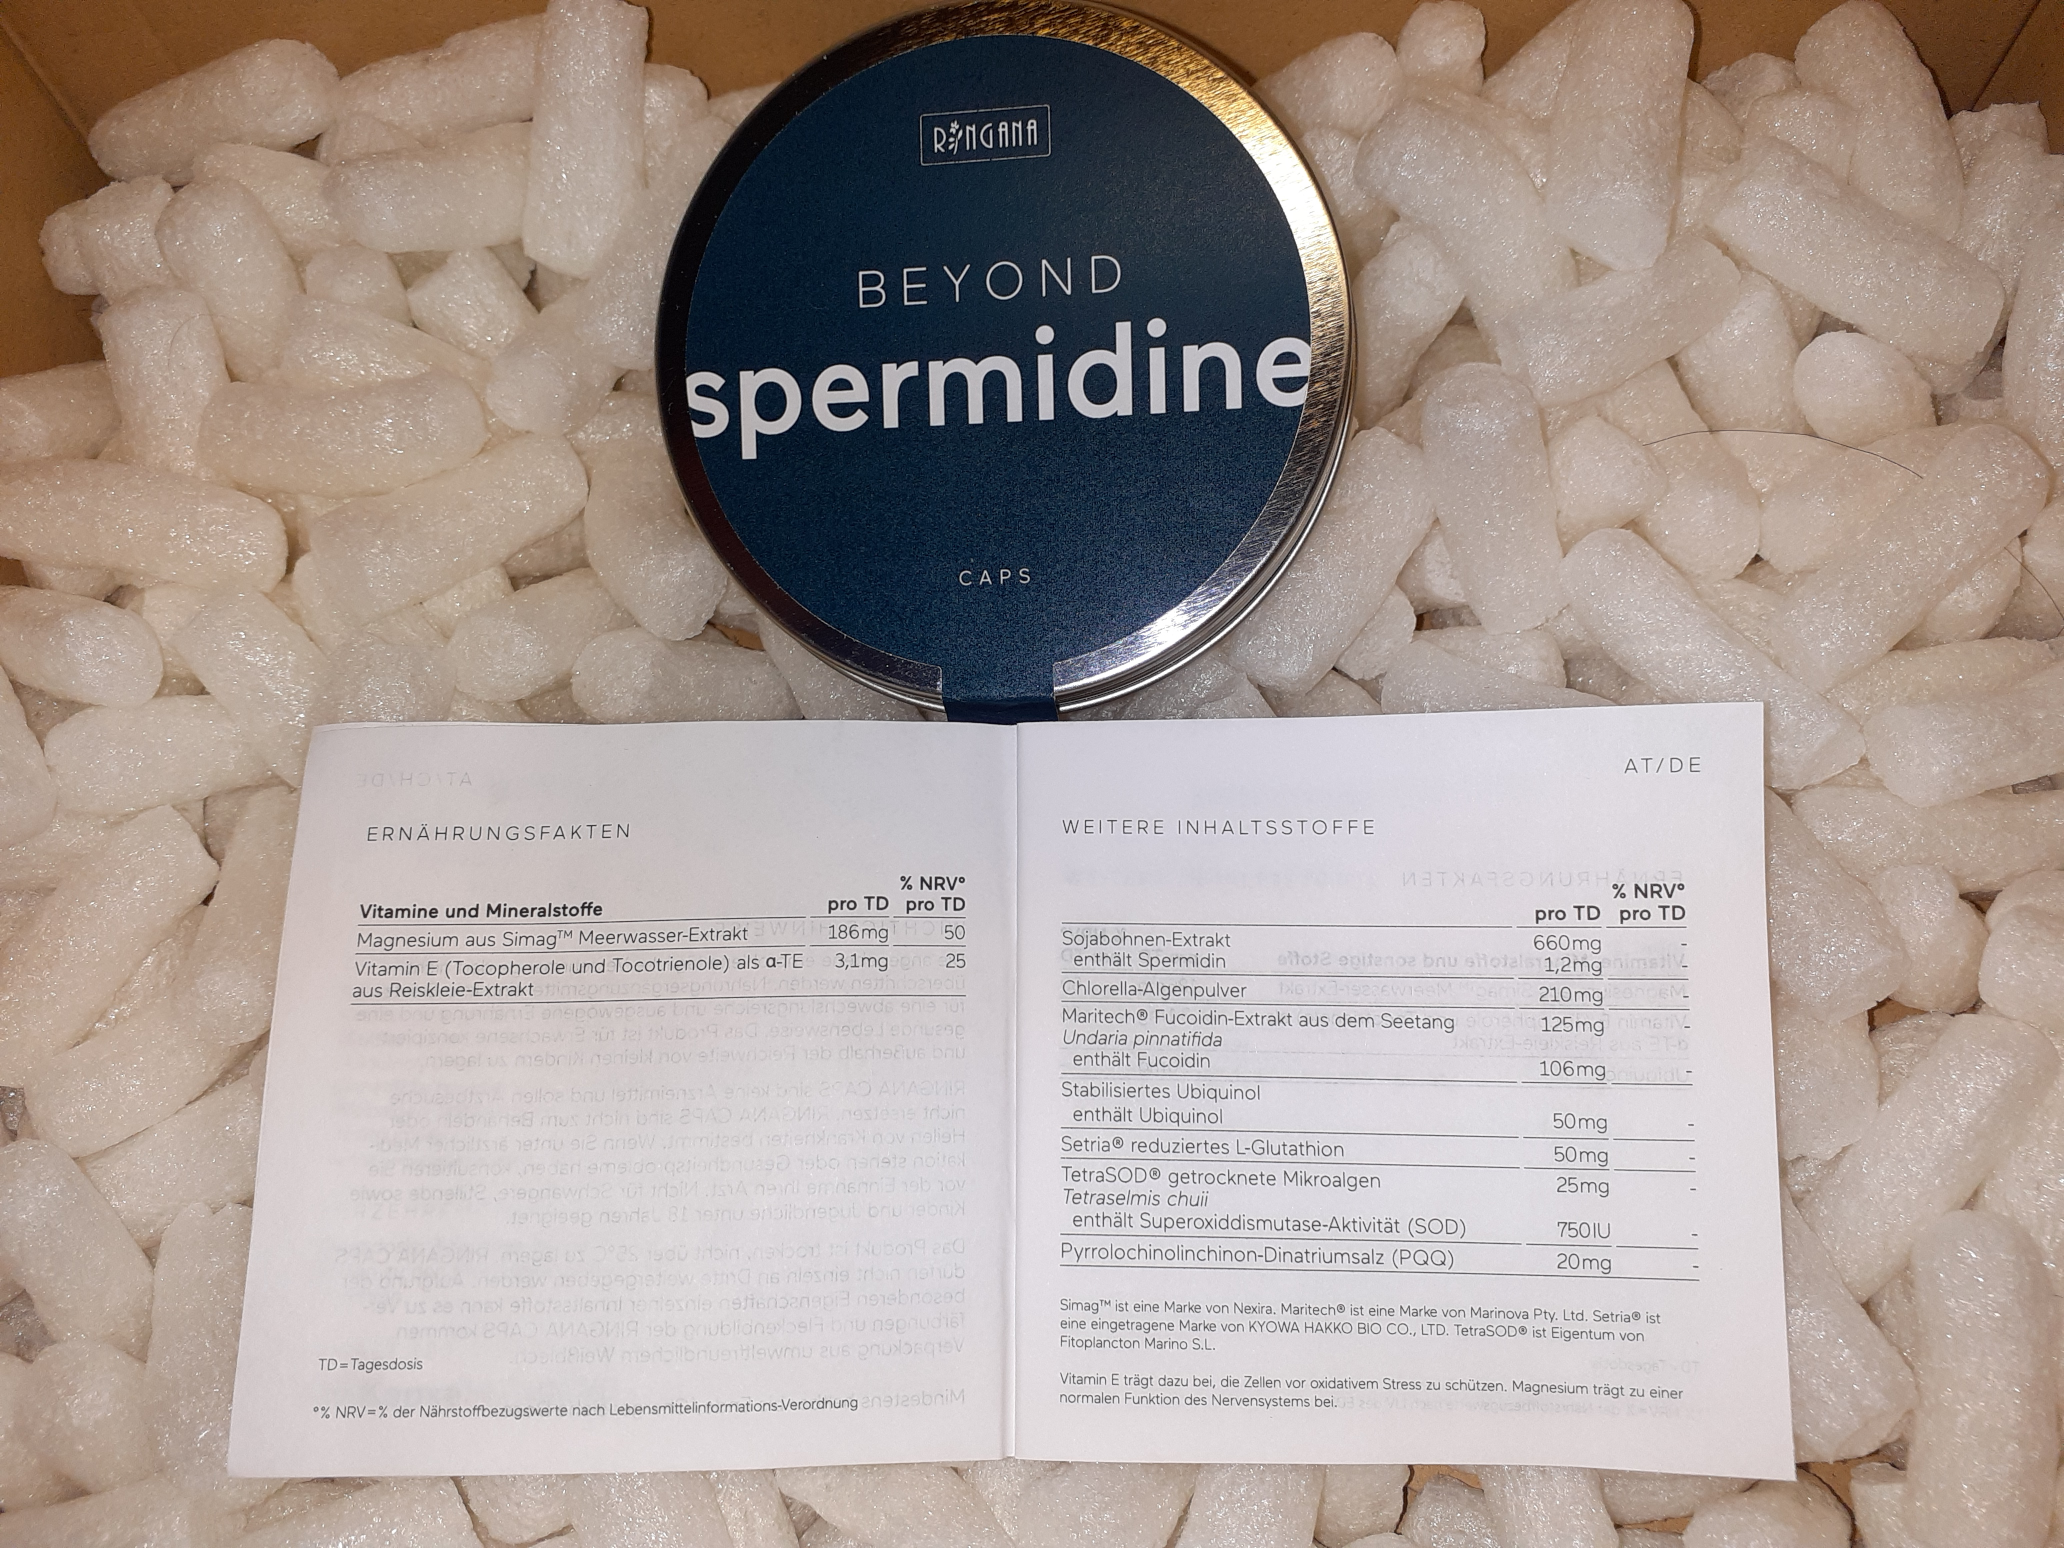 RINGANA
BEYOND
spermidine
CAPS
ERNÄHRUNGSFAKTEN
% NRV°
Vitamine und Mineralstoffe pro TD pro TD
Magnesium aus Simag™ Meerwasser-Extrakt 186mg 50
Vitamin E (Tocopherole und Tocotrienole) als α-TE 3,1mg 25
aus Reiskleie-Extrakt
TD=Tagesdosis
°% NRV=% der Nährstoffbezugswerte nach Lebensmittelinformations-Verordnung
AT/DE
WEITERE INHALTSSTOFFE
% NRV°
pro TD pro TD
Sojabohnen-Extrakt 660mg -
enthält Spermidin 1,2mg -
Chlorella-Algenpulver 210mg -
Maritech® Fucoidin-Extrakt aus dem Seetang 125mg -
Undaria pinnatifida
enthält Fucoidin 106mg -
Stabilisiertes Ubiquinol
enthält Ubiquinol 50mg -
Setria® reduziertes L-Glutathion 50mg -
TetraSOD® getrocknete Mikroalgen 25mg -
Tetraselmis chuii
enthält Superoxiddismutase-Aktivität (SOD) 750IU -
Pyrrolochinolinchinon-Dinatriumsalz (PQQ) 20mg -
Simag™ ist eine Marke von Nexira. Maritech® ist eine Marke von Marinova Pty. Ltd. Setria® ist
eine eingetragene Marke von KYOWA HAKKO BIO CO., LTD. TetraSOD® ist Eigentum von
Fitoplancton Marino S.L.
Vitamin E trägt dazu bei, die Zellen vor oxidativem Stress zu schützen. Magnesium trägt zu einer
normalen Funktion des Nervensystems bei.